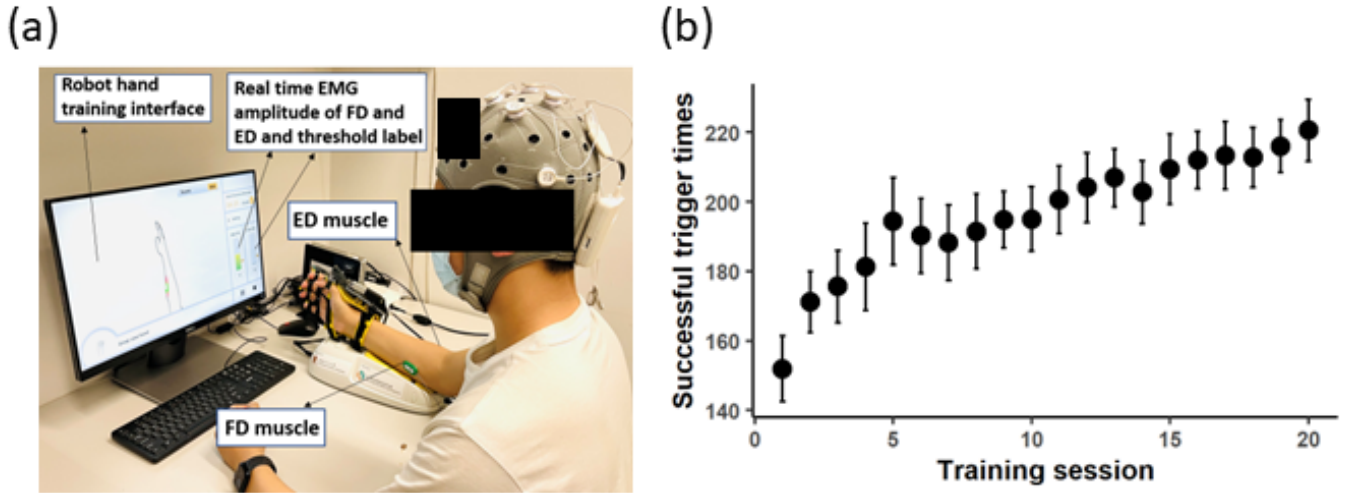 (a)
Robot hand
training interface
Real time EMG
amplitude of FD and
ED and threshold label
ED muscle
FD muscle
(b)
Successful trigger times
220
200
180
160
140
0
5
10
15
20
Training session